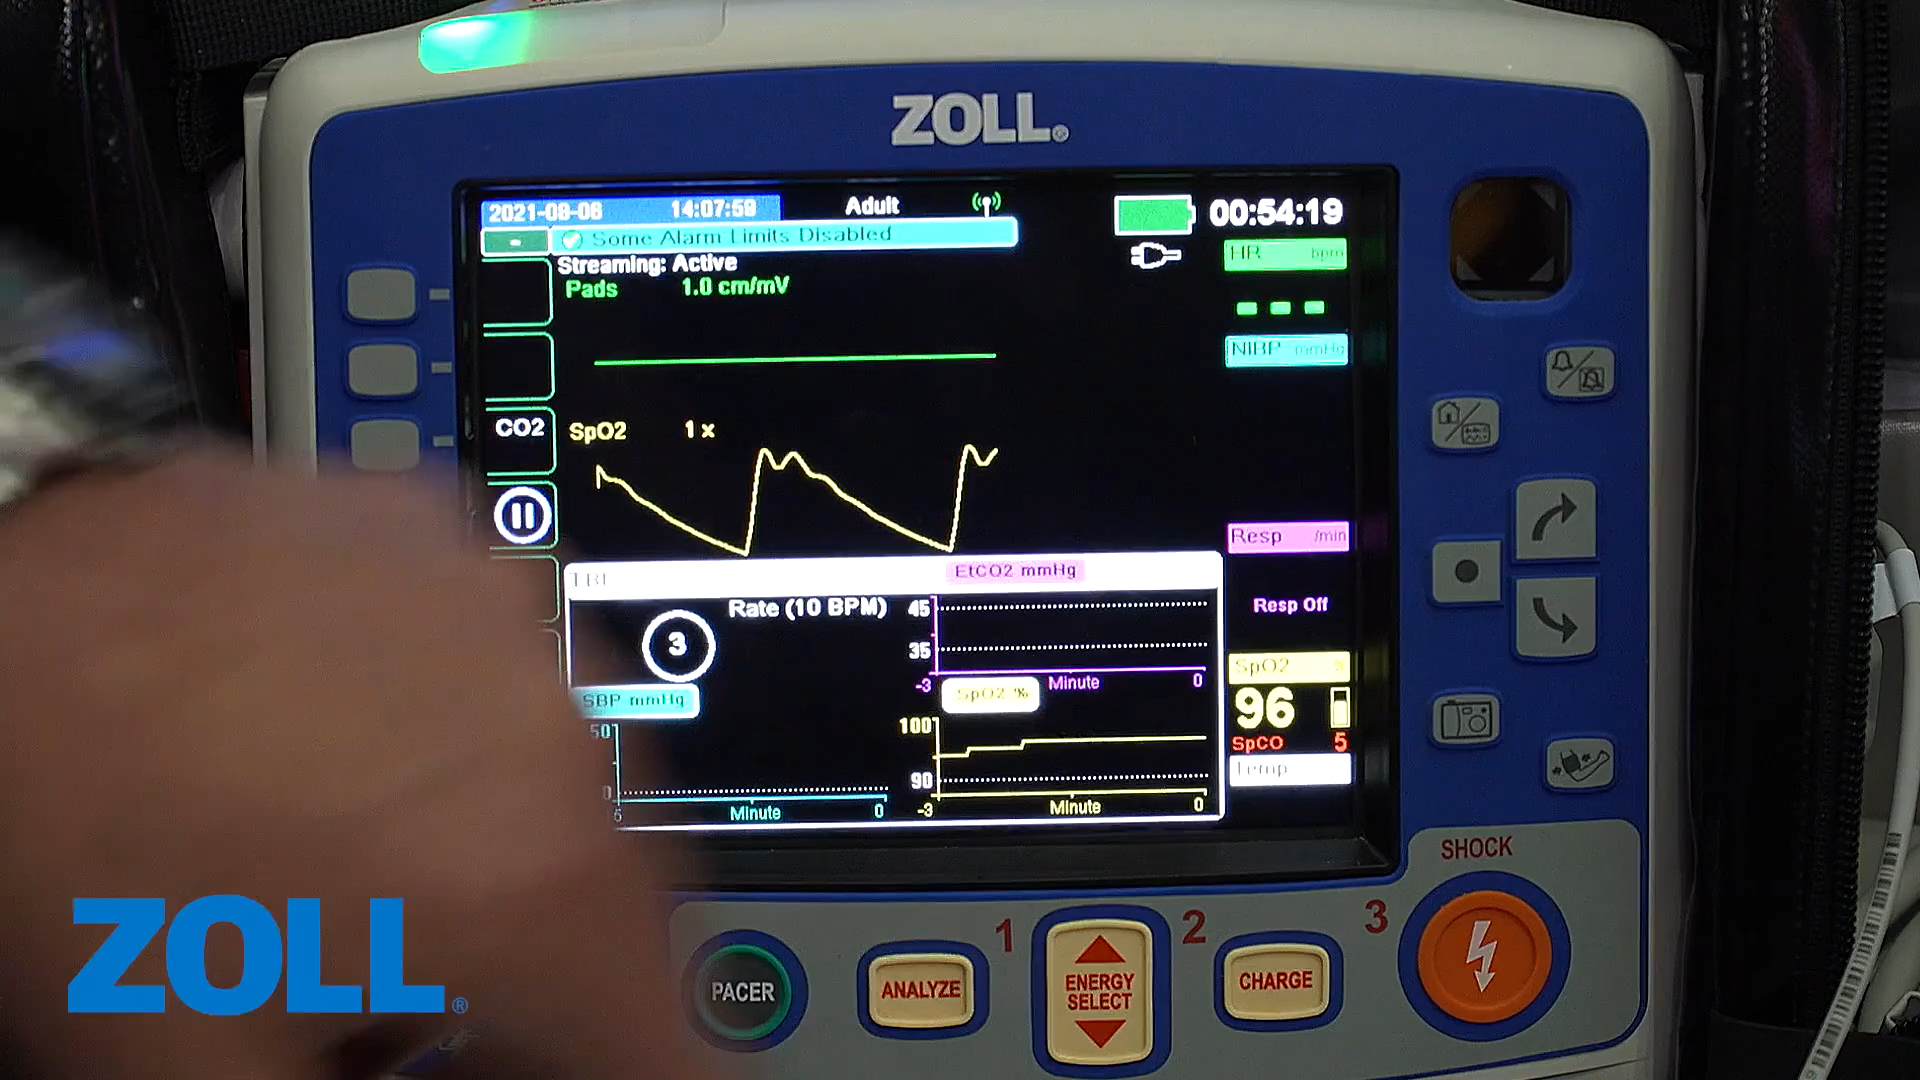 ZOLL®
2021-09-06 14:07:59 Adult 00:54:19
Some Alarm Limits Disabled
Streaming: Active
Pads 1.0 cm/mV
HR bpm
- - -
NIBP mmHg
CO2
SpO2 1 x
Resp /min
Resp Off
EtCO2 mmHg
Rate (10 BPM)
3
45
35
-3 Minute 0
SBP mmHg
50
0
Minute 0
SpO2 %
100
90
-3 Minute 0
SpO2 %
96
SpCO 5
Temp
SHOCK
1 2 3
PACER
ANALYZE
ENERGY
SELECT
CHARGE
ZOLL®